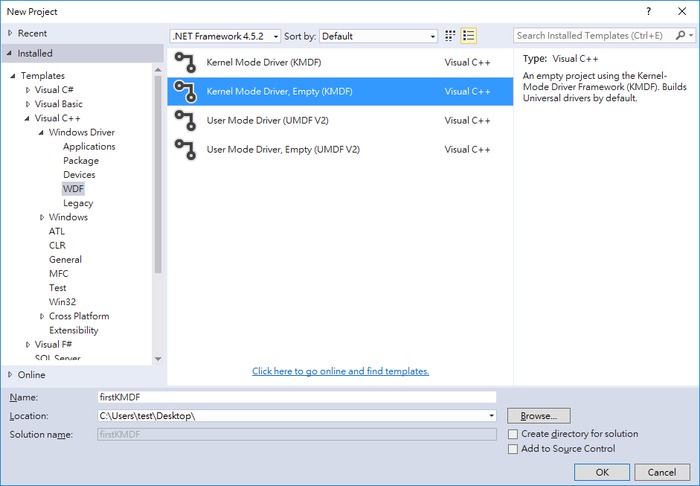 New Project
? ✕
Recent
Installed
Templates
Visual C#
Visual Basic
Visual C++
Windows Driver
Applications
Package
Devices
WDF
Legacy
Windows
ATL
CLR
General
MFC
Test
Win32
Cross Platform
Extensibility
Visual F#
SQL Server
Online
.NET Framework 4.5.2 Sort by: Default
Kernel Mode Driver (KMDF) Visual C++
Kernel Mode Driver, Empty (KMDF) Visual C++
User Mode Driver (UMDF V2) Visual C++
User Mode Driver, Empty (UMDF V2) Visual C++
Click here to go online and find templates.
Search Installed Templates (Ctrl+E)
Type: Visual C++
An empty project using the Kernel-
Mode Driver Framework (KMDF). Builds
Universal drivers by default.
Name: firstKMDF
Location: C:\Users\test\Desktop\ Browse...
Solution name: firstKMDF
Create directory for solution
Add to Source Control
OK Cancel